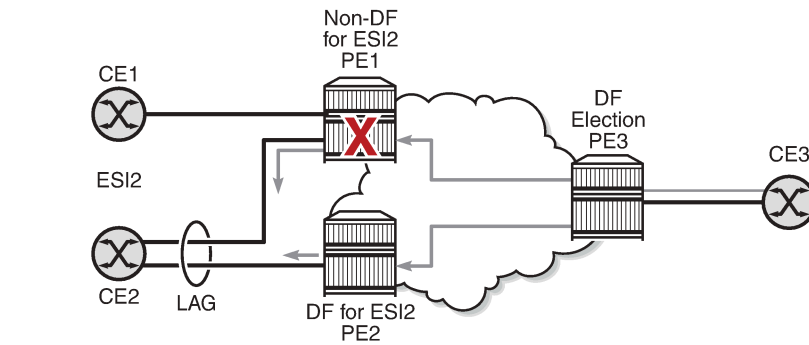 Non-DF
for ESI2
PE1
CE1
DF
Election
PE3
X
CE3
ESI2
CE2
LAG
DF for ESI2
PE2